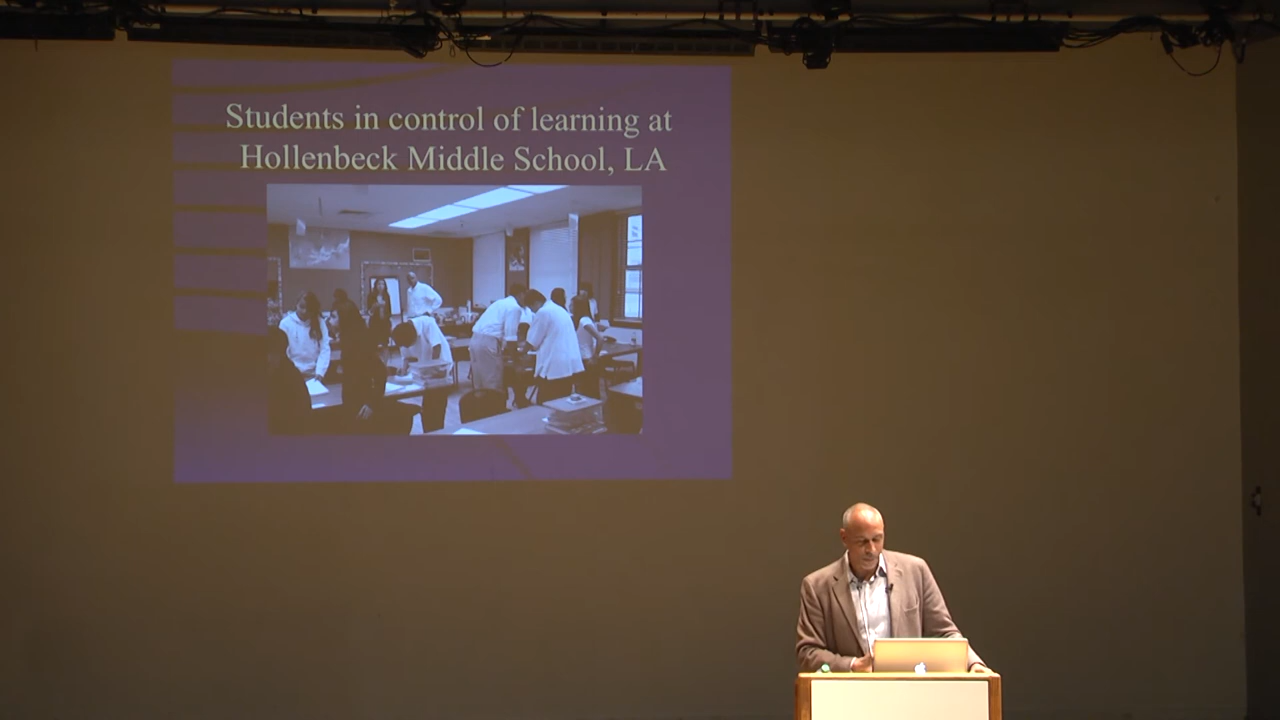 Students in control of learning at
Hollenbeck Middle School, LA